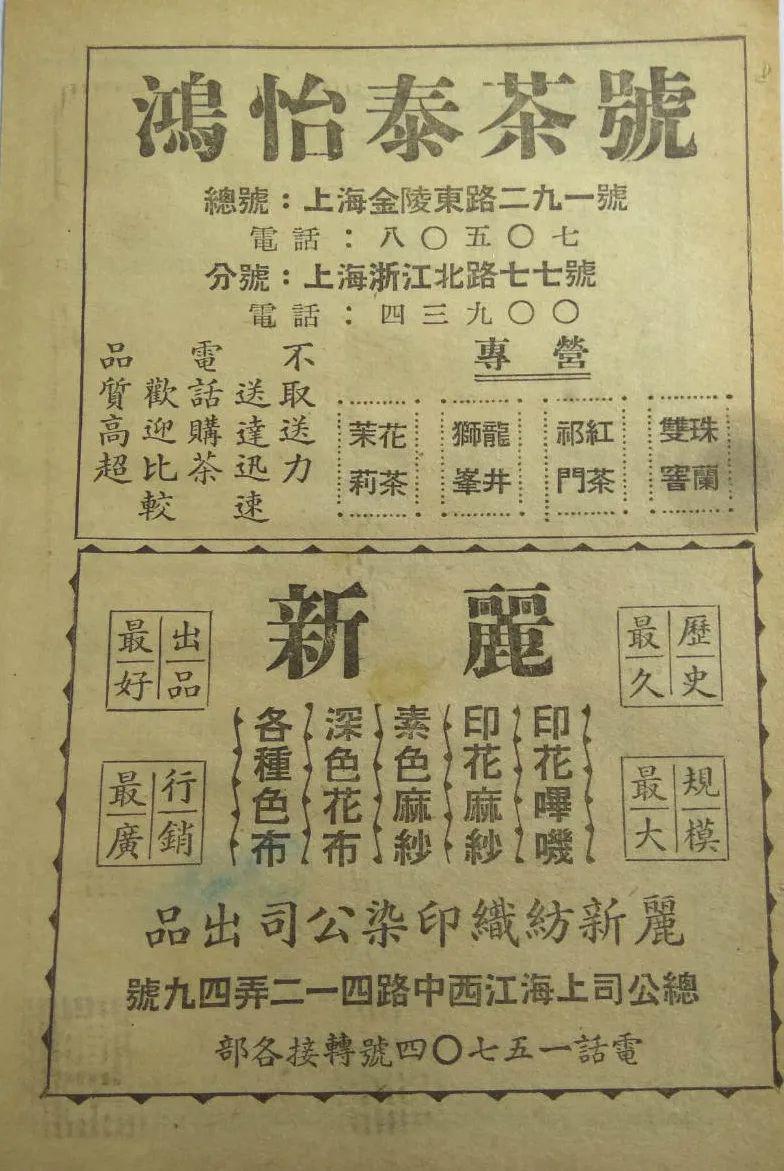 鴻怡泰茶號
總號：上海金陵東路二九一號
電話：八〇五〇七
分號：上海浙江北路七七號
電話：四三九〇〇
專營
品質高超
歡迎比較
電話購茶
送達迅速
不取送力
茉莉花茶
獅峯龍井
祁門紅茶
雙窨珠蘭
麗新
歷史最久
規模最大
出品最好
行銷最廣
印花嗶嘰
印花麻紗
素色麻紗
深色花布
各種色布
麗新紡織印染公司出品
總公司上海江西中路四一二弄四九號
電話一五七〇四號轉接各部